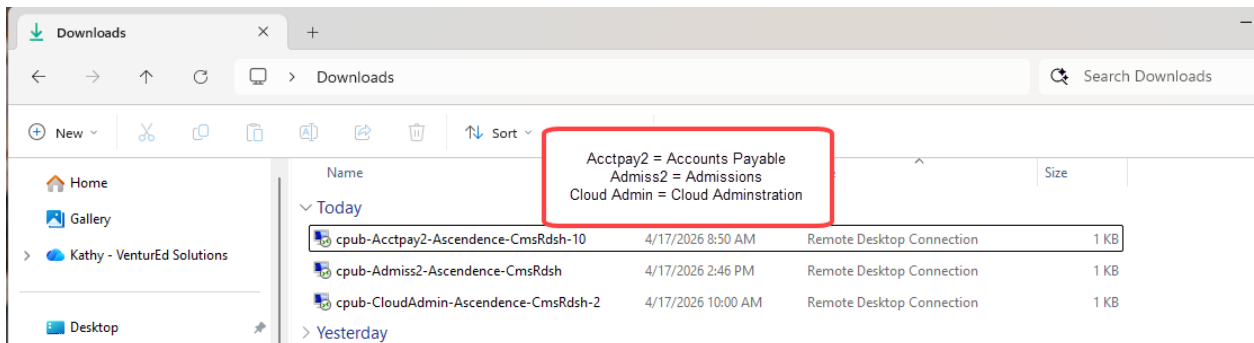 Downloads
Downloads
Search Downloads
New
Sort
Acctpay2 = Accounts Payable
Admiss2 = Admissions
Cloud Admin = Cloud Adminstration
Home
Gallery
Kathy - VenturEd Solutions
Desktop
Name
Size
Today
cpub-Acctpay2-Ascendence-CmsRdsh-10 4/17/2026 8:50 AM Remote Desktop Connection 1 KB
cpub-Admiss2-Ascendence-CmsRdsh 4/17/2026 2:46 PM Remote Desktop Connection 1 KB
cpub-CloudAdmin-Ascendence-CmsRdsh-2 4/17/2026 10:00 AM Remote Desktop Connection 1 KB
Yesterday